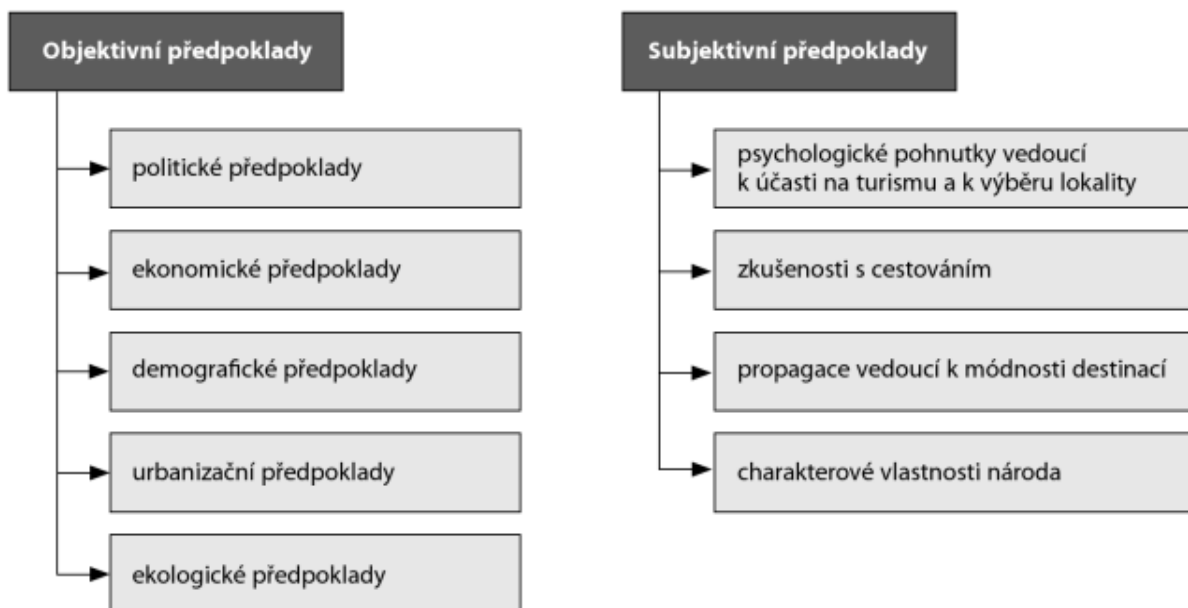 Objektivní předpoklady
politické předpoklady
ekonomické předpoklady
demografické předpoklady
urbanizační předpoklady
ekologické předpoklady
Subjektivní předpoklady
psychologické pohnutky vedoucí
k účasti na turismu a k výběru lokality
zkušenosti s cestováním
propagace vedoucí k módnosti destinací
charakterové vlastnosti národa